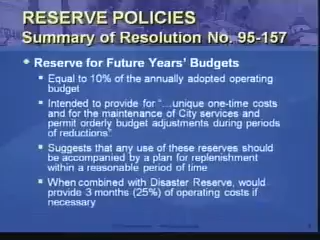 RESERVE POLICIES
Summary of Resolution No. 95-157
Reserve for Future Years' Budgets
Equal to 10% of the annually adopted operating
budget
Intended to provide for "…unique one-time costs
and for the maintenance of City services and
permit orderly budget adjustments during periods
of reductions"
Suggests that any use of these reserves should
be accompanied by a plan for replenishment
within a reasonable period of time
When combined with Disaster Reserve, would
provide 3 months (25%) of operating costs if
necessary